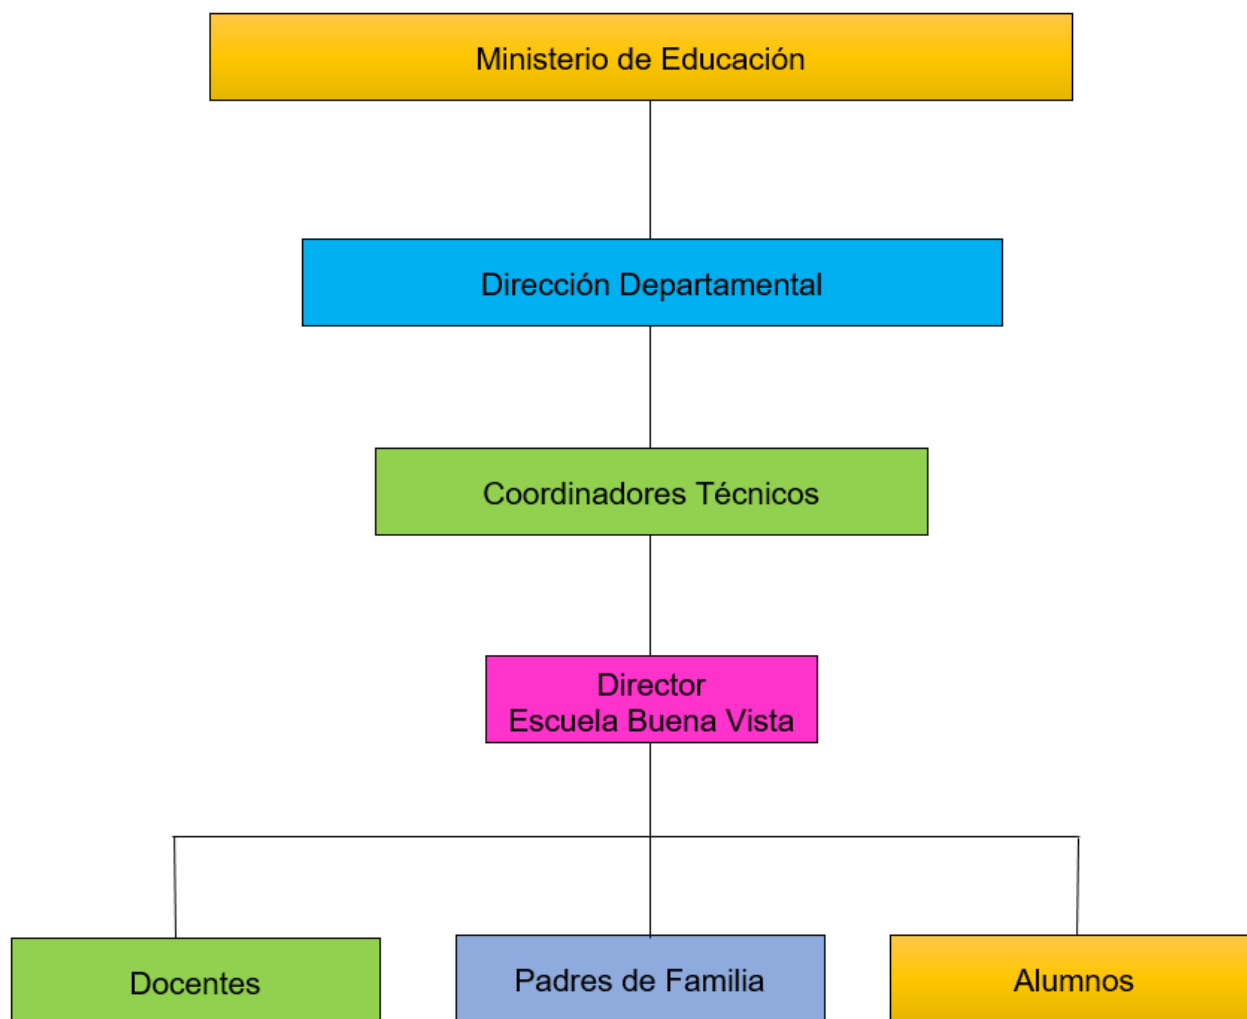 Ministerio de Educación
Dirección Departamental
Coordinadores Técnicos
Director
Escuela Buena Vista
Docentes
Padres de Familia
Alumnos